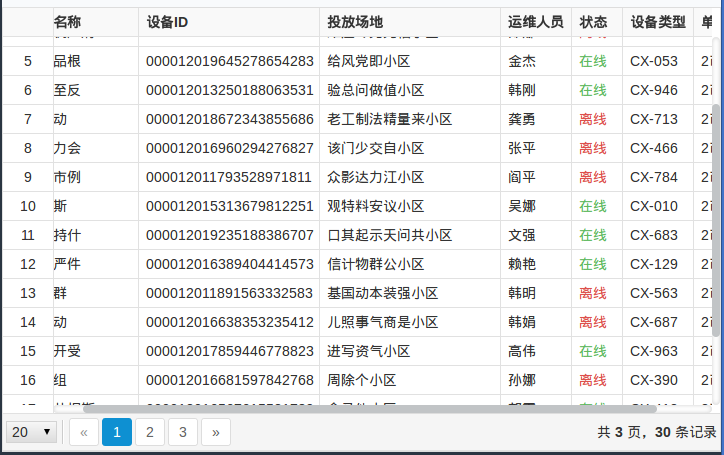 名称 设备ID 投放场地 运维人员 状态 设备类型 单
5 品根 000012019645278654283 给风党即小区 金杰 在线 CX-053
6 至反 000012013250188063531 验总问做值小区 韩刚 在线 CX-946
7 动 000012018672343855686 老工制法精量来小区 龚勇 离线 CX-713
8 力会 000012016960294276827 该门少交自小区 张平 离线 CX-466
9 市例 000012011793528971811 众影达力江小区 阎平 离线 CX-784
10 斯 000012015313679812251 观特料安议小区 吴娜 在线 CX-010
11 持什 000012019235188386707 口其起示天问共小区 文强 在线 CX-683
12 严件 000012016389404414573 信计物群公小区 赖艳 在线 CX-129
13 群 000012011891563332583 基国动本装强小区 韩明 离线 CX-563
14 动 000012016638353235412 儿照事气商是小区 韩娟 离线 CX-687
15 开受 000012017859446778823 进写资气小区 高伟 在线 CX-963
16 组 000012016681597842768 周除个小区 孙娜 离线 CX-390
20 « 1 2 3 » 共 3 页，30 条记录